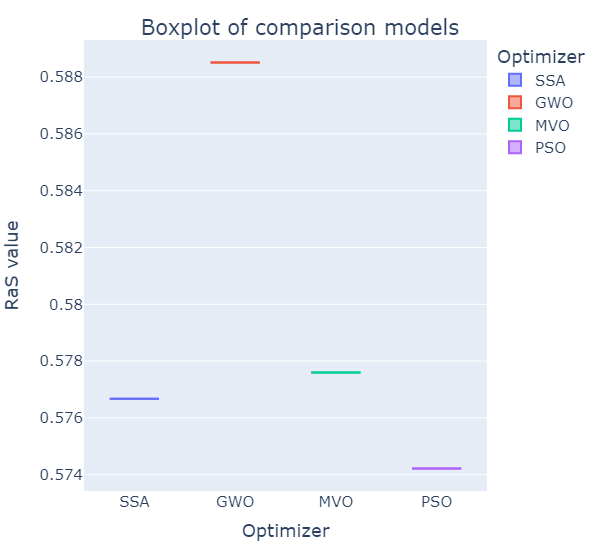 Boxplot of comparison models
RaS value
0.588
0.586
0.584
0.582
0.58
0.578
0.576
0.574
SSA
GWO
MVO
PSO
Optimizer
Optimizer
SSA
GWO
MVO
PSO